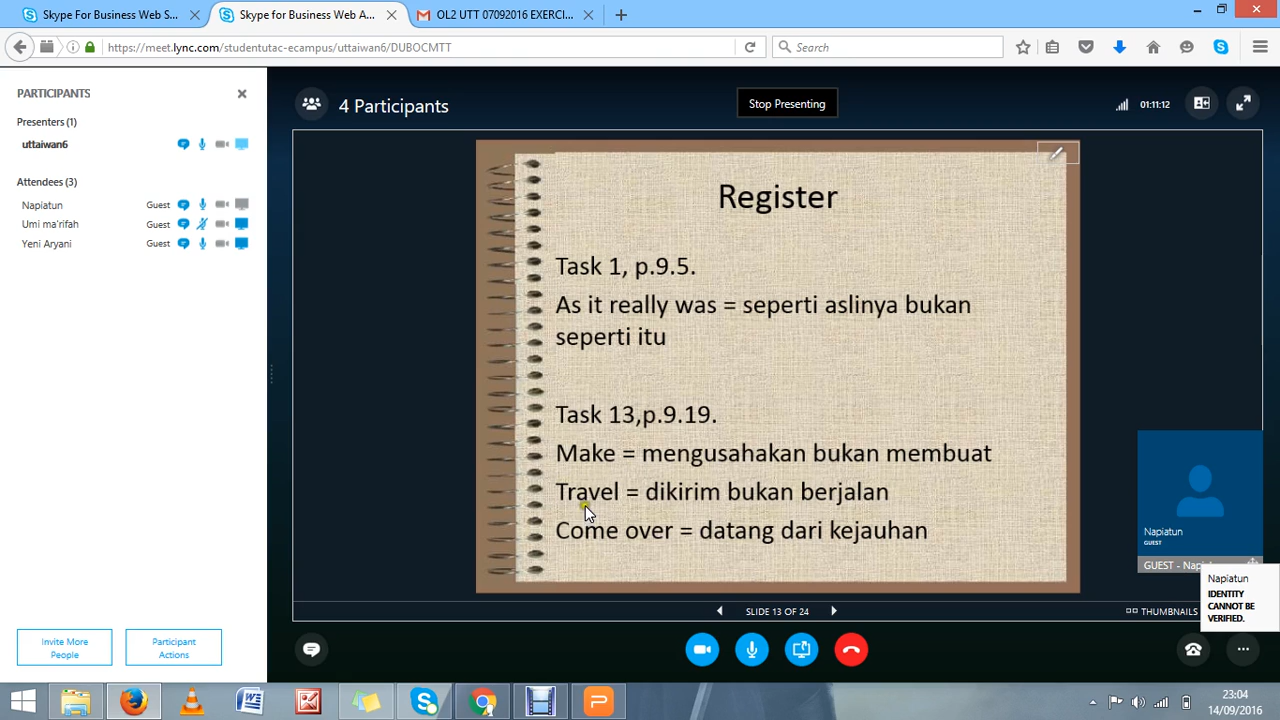 Skype For Business Web S...
Skype for Business Web A...
OL2 UTT 07092016 EXERCI...
https://meet.lync.com/studentutac-ecampus/uttaiwan6/DUBOCMTT
Search
PARTICIPANTS
Presenters (1)
uttaiwan6
Attendees (3)
Napiatun Guest
Umi ma'rifah Guest
Yeni Aryani Guest
Invite More People
Participant Actions
4 Participants
Stop Presenting
01:11:12
Register
Task 1, p.9.5.
As it really was = seperti aslinya bukan
seperti itu
Task 13,p.9.19.
Make = mengusahakan bukan membuat
Travel = dikirim bukan berjalan
Come over = datang dari kejauhan
Napiatun
GUEST
GUEST - Napi
Napiatun
IDENTITY
CANNOT BE
VERIFIED.
SLIDE 13 OF 24
THUMBNAILS
23:04
14/09/2016